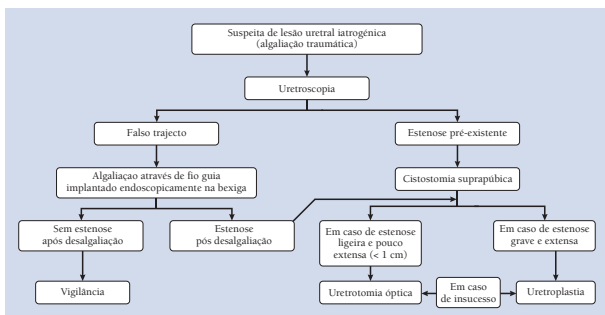 Suspeita de lesão uretral iatrogénica
(algaliação traumática)
Uretroscopia
Falso trajecto
Estenose pré-existente
Algaliaçao através de fio guia
implantado endoscopicamente na bexiga
Cistostomia suprapúbica
Sem estenose
após desalgaliação
Estenose
pós desalgaliação
Em caso de estenose
ligeira e pouco
extensa (< 1 cm)
Em caso de estenose
grave e extensa
Vigilância
Uretrotomia óptica
Em caso
de insucesso
Uretroplastia